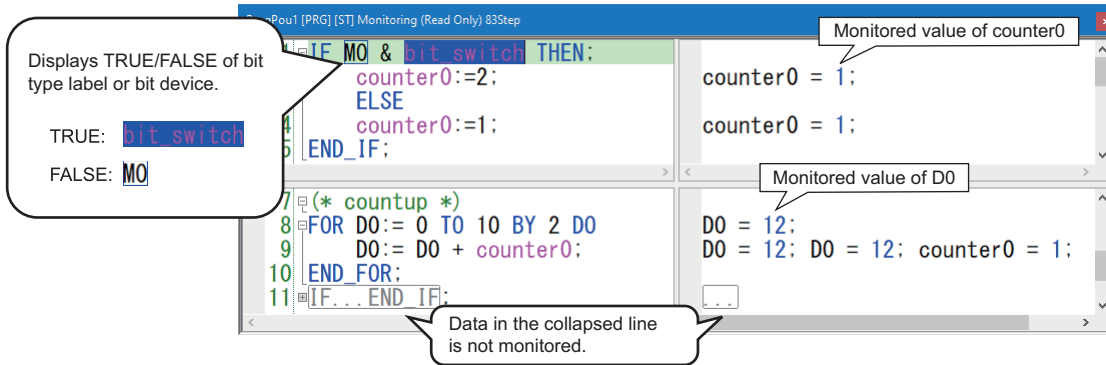 Pou1 [PRG] [ST] Monitoring (Read Only) 83Step
Displays TRUE/FALSE of bit
type label or bit device.
TRUE: bit_switch
FALSE: M0
IF M0 & bit_switch THEN;
counter0:=2;
ELSE
4 counter0:=1;
5 END_IF;
Monitored value of counter0
counter0 = 1;
counter0 = 1;
7 (* countup *)
8 FOR D0:= 0 TO 10 BY 2 DO
9 D0:= D0 + counter0;
10 END_FOR;
11 IF...END_IF;
Monitored value of D0
D0 = 12;
D0 = 12; D0 = 12; counter0 = 1;
...
Data in the collapsed line
is not monitored.